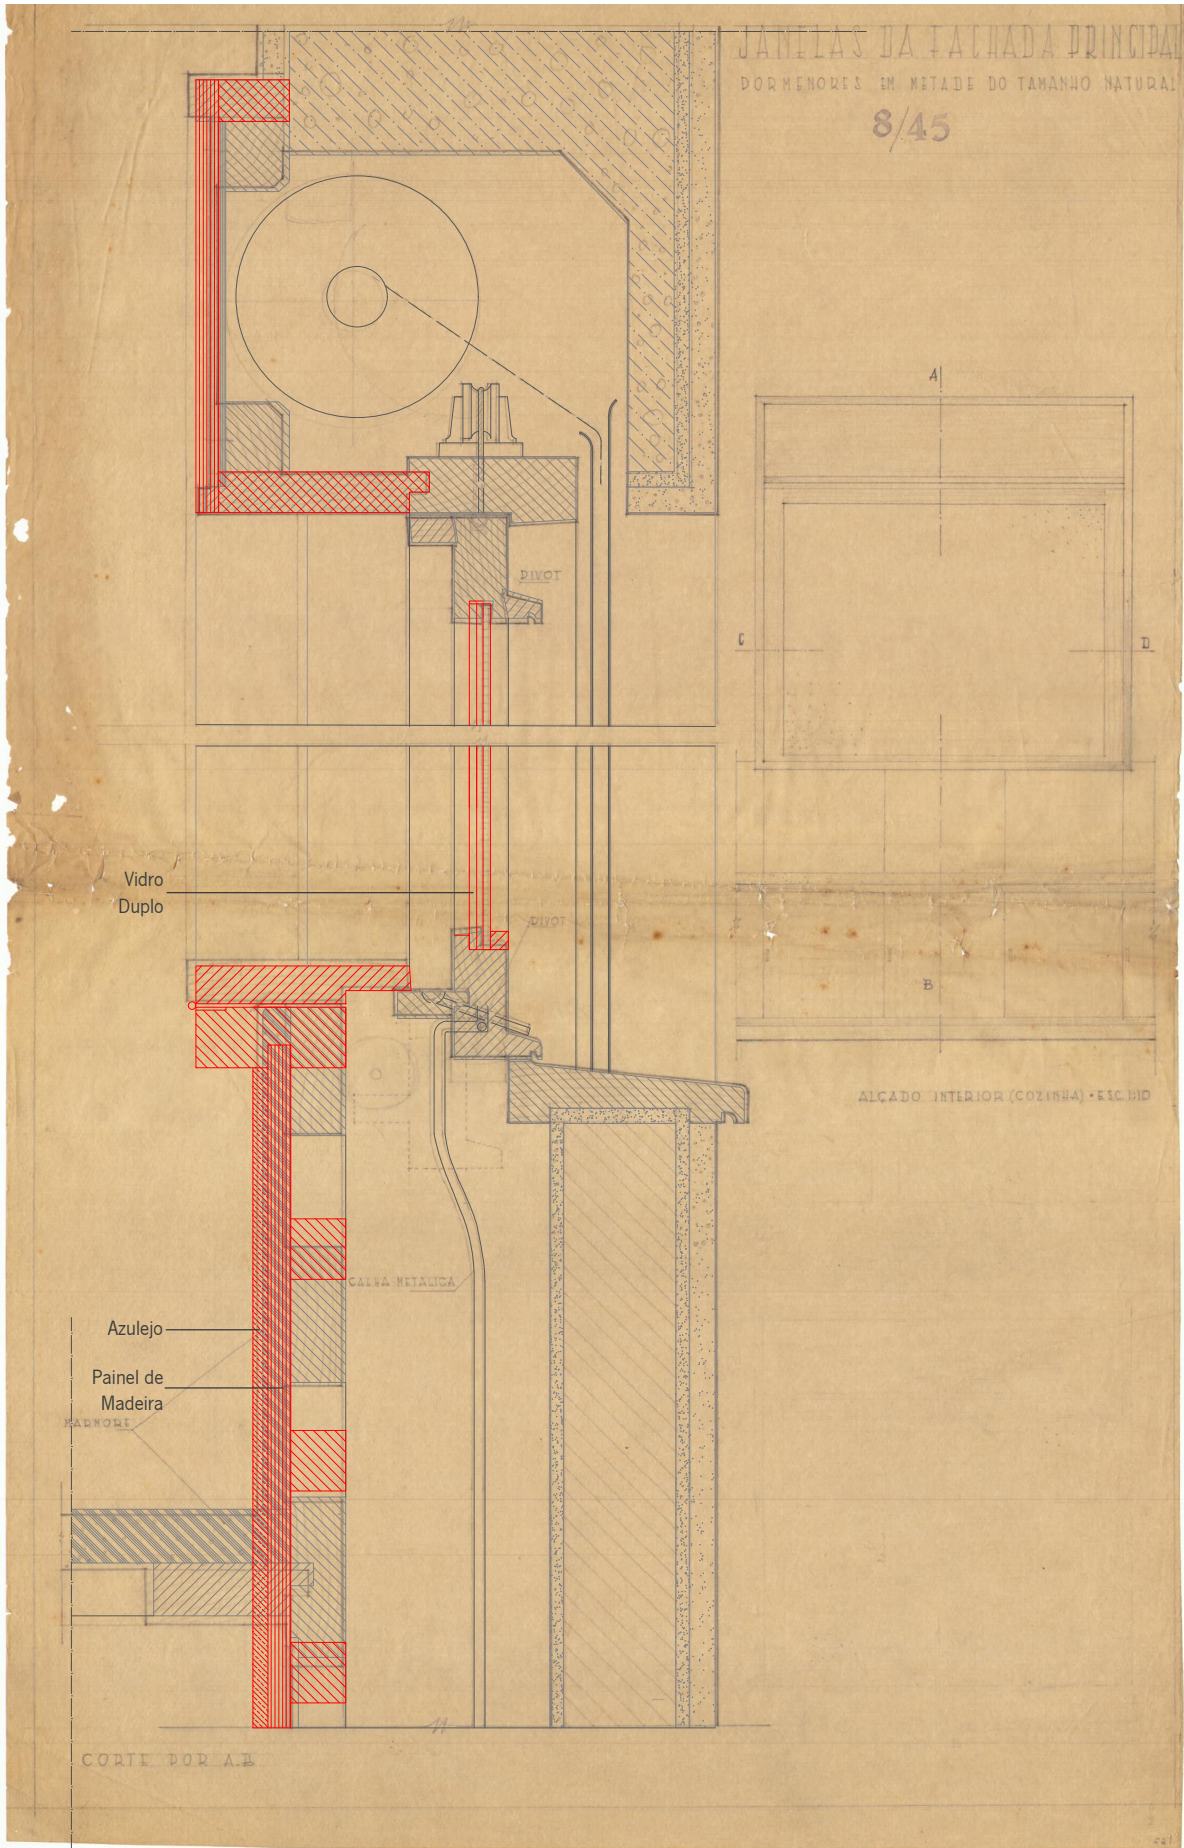 JANELAS DA FACHADA PRINCIPAL
PORMENORES EM METADE DO TAMANHO NATURAL
8/45
A
PIVOT
C
D
Vidro
Duplo
PIVOT
B
ALÇADO INTERIOR (COZINHA) • ESC. 1:10
CALHA METALICA
Azulejo
Painel de
Madeira
MARMORE
CORTE POR A.B